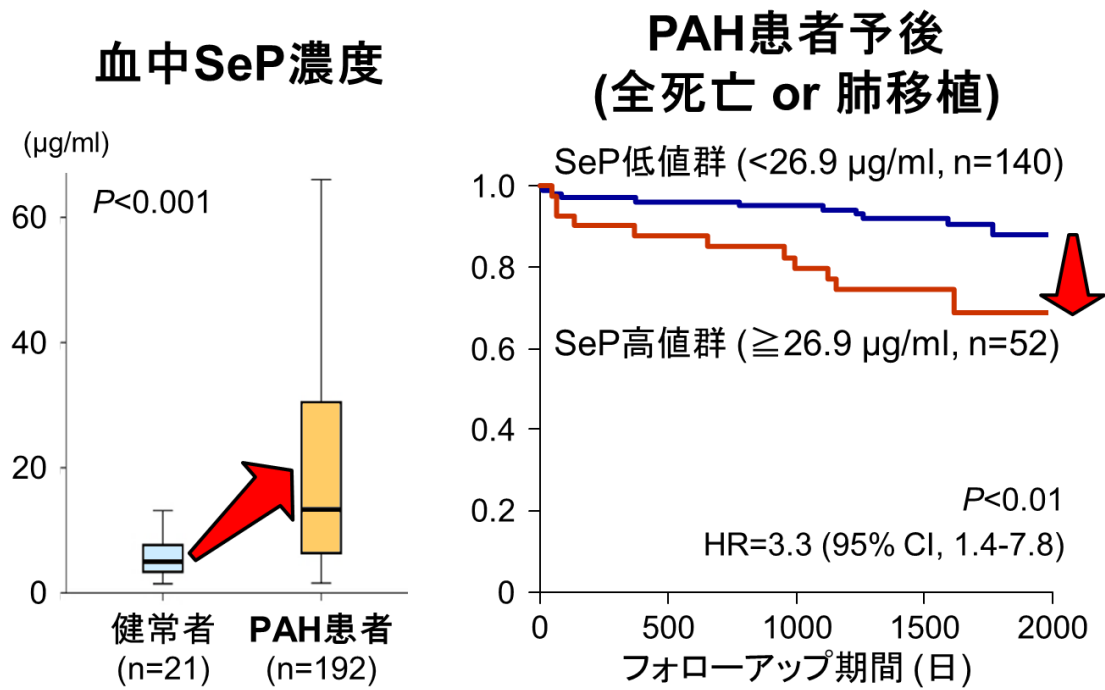 血中SeP濃度
(µg/ml)
P<0.001
60
40
20
0
健常者
(n=21)
PAH患者
(n=192)
PAH患者予後
(全死亡 or 肺移植)
SeP低値群 (<26.9 µg/ml, n=140)
1.0
0.8
SeP高値群 (≧26.9 µg/ml, n=52)
0.6
0.4
0.2
0
P<0.01
HR=3.3 (95% CI, 1.4-7.8)
0
500
1000
1500
2000
フォローアップ期間 (日)